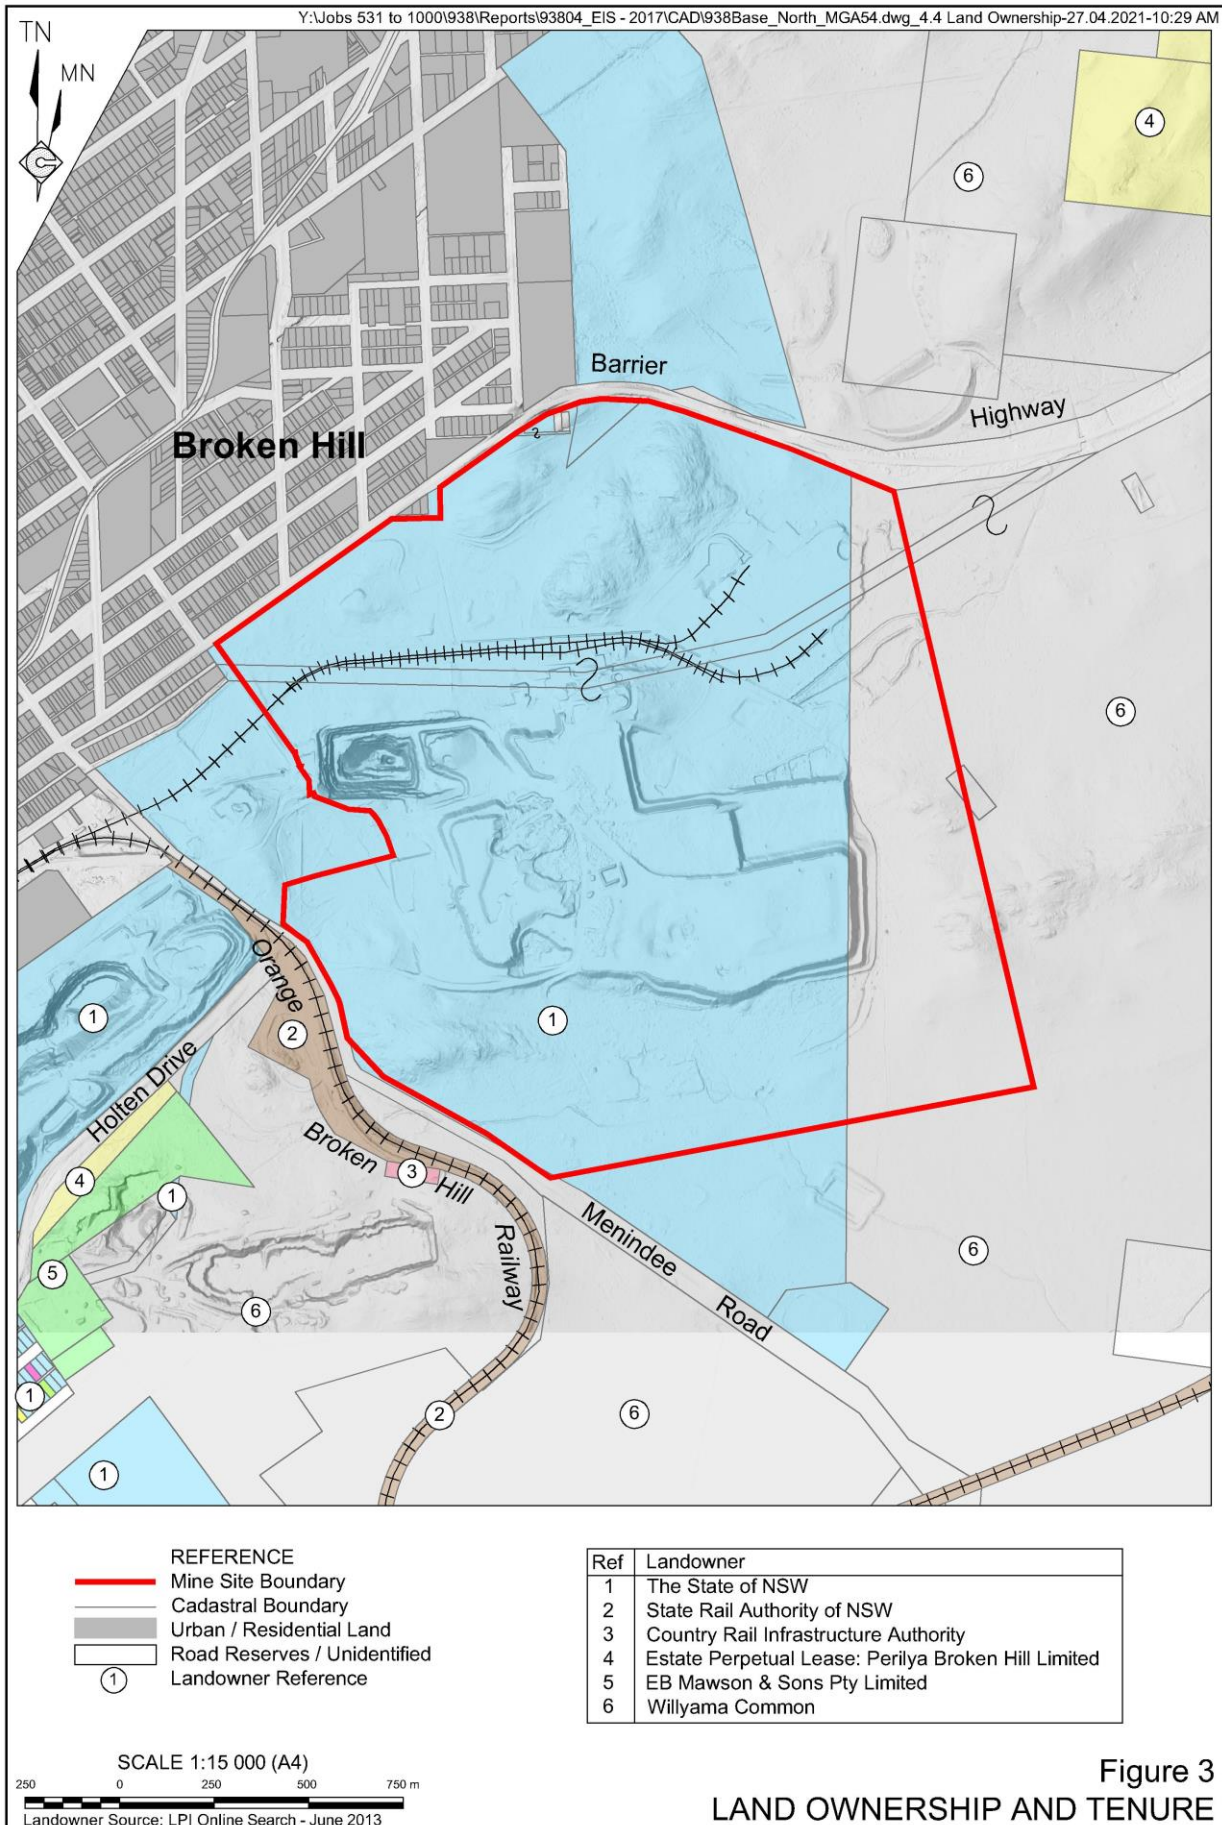 Y:\Jobs 531 to 1000\938\Reports\93804_EIS - 2017\CAD\938Base_North_MGA54.dwg_4.4 Land Ownership-27.04.2021-10:29 AM
TN
MN
4
6
Barrier
Highway
Broken Hill
6
Orange
1
1
2
Holten Drive
Broken
3
Hill
4
1
Railway
Menindee
Road
5
6
6
1
2
6
1
REFERENCE
Mine Site Boundary
Cadastral Boundary
Urban / Residential Land
Road Reserves / Unidentified
1 Landowner Reference
Ref Landowner
1 The State of NSW
2 State Rail Authority of NSW
3 Country Rail Infrastructure Authority
4 Estate Perpetual Lease: Perilya Broken Hill Limited
5 EB Mawson & Sons Pty Limited
6 Willyama Common
SCALE 1:15 000 (A4)
250 0 250 500 750 m
Landowner Source: LPI Online Search - June 2013
Figure 3
LAND OWNERSHIP AND TENURE